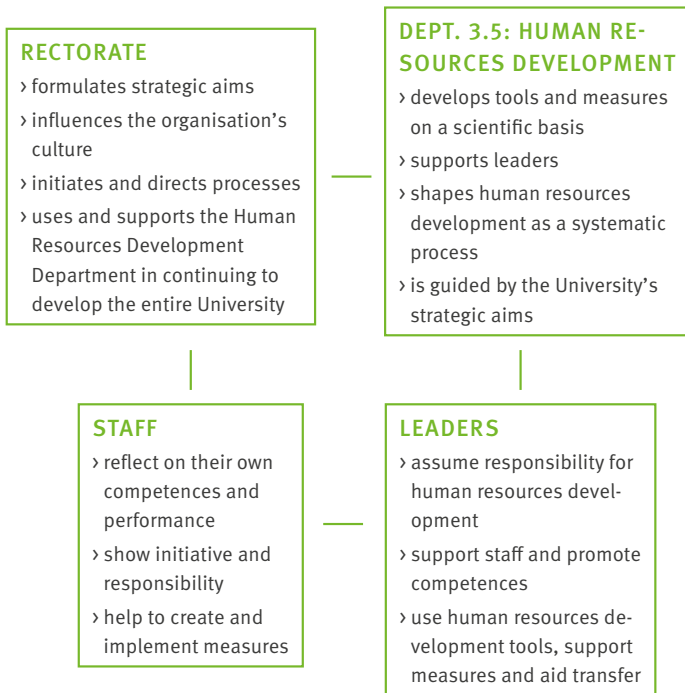 RECTORATE
› formulates strategic aims
› influences the organisation’s
culture
› initiates and directs processes
› uses and supports the Human
Resources Development
Department in continuing to
develop the entire University
DEPT. 3.5: HUMAN RE-
SOURCES DEVELOPMENT
› develops tools and measures
on a scientific basis
› supports leaders
› shapes human resources
development as a systematic
process
› is guided by the University’s
strategic aims
STAFF
› reflect on their own
competences and
performance
› show initiative and
responsibility
› help to create and
implement measures
LEADERS
› assume responsibility for
human resources devel-
opment
› support staff and promote
competences
› use human resources de-
velopment tools, support
measures and aid transfer